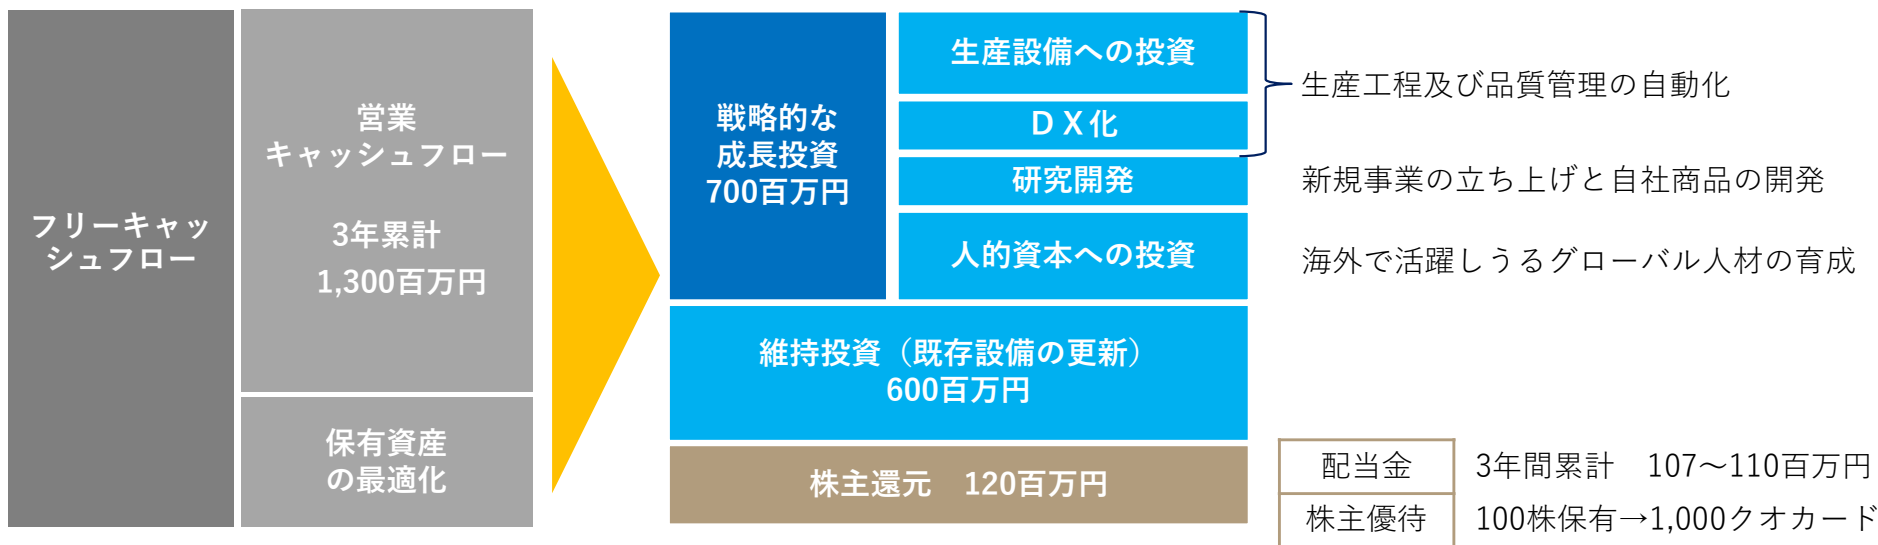 フリーキャッ
シュフロー
営業
キャッシュフロー
3年累計
1,300百万円
保有資産
の最適化
戦略的な
成長投資
700百万円
生産設備への投資
ＤＸ化
研究開発
人的資本への投資
生産工程及び品質管理の自動化
新規事業の立ち上げと自社商品の開発
海外で活躍しうるグローバル人材の育成
維持投資（既存設備の更新）
600百万円
株主還元　120百万円
配当金　3年間累計　107～110百万円
株主優待　100株保有→1,000クオカード